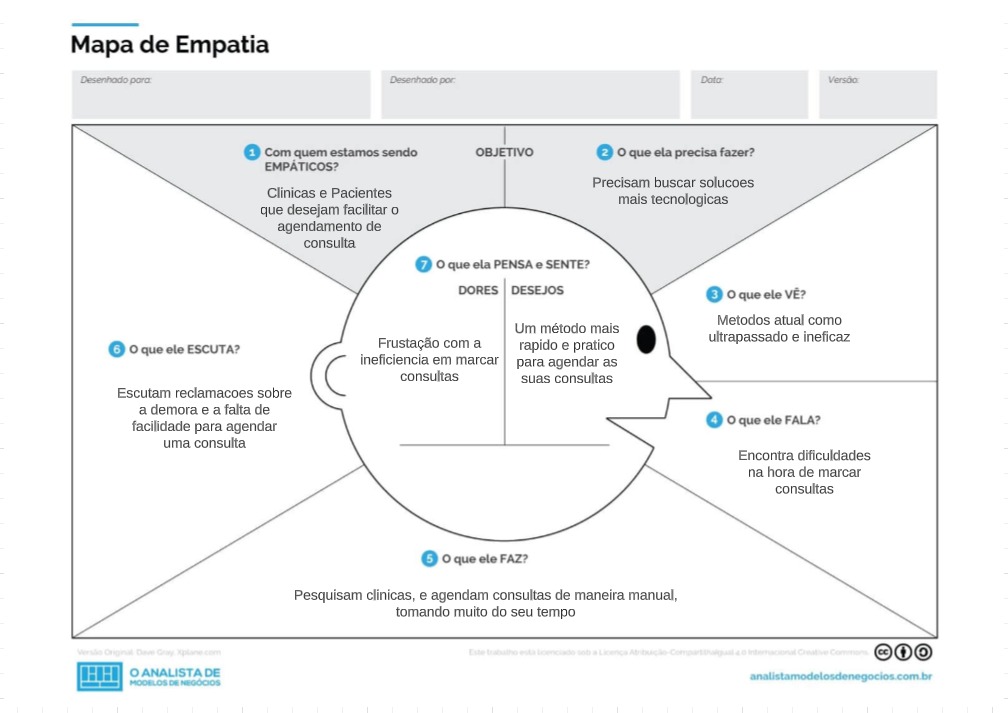 Mapa de Empatia
Desenhado para:
Desenhado por:
Data:
Versão:
1 Com quem estamos sendo
EMPÁTICOS?
Clinicas e Pacientes
que desejam facilitar o
agendamento de
consulta
OBJETIVO
2 O que ela precisa fazer?
Precisam buscar solucoes
mais tecnologicas
7 O que ela PENSA e SENTE?
DORES
DESEJOS
Frustação com a
ineficiencia em marcar
consultas
Um método mais
rapido e pratico
para agendar as
suas consultas
3 O que ele VÊ?
Metodos atual como
ultrapassado e ineficaz
6 O que ele ESCUTA?
Escutam reclamacoes sobre
a demora e a falta de
facilidade para agendar
uma consulta
4 O que ele FALA?
Encontra dificuldades
na hora de marcar
consultas
5 O que ele FAZ?
Pesquisam clinicas, e agendam consultas de maneira manual,
tomando muito do seu tempo
Versão Original: Dave Gray, Xplane.com
Este trabalho está licenciado sob a Licença Atribuição-CompartilhaIgual 4.0 Internacional Creative Commons.
cc
O ANALISTA DE
MODELOS DE NEGÓCIOS
analistamodelosdenegocios.com.br